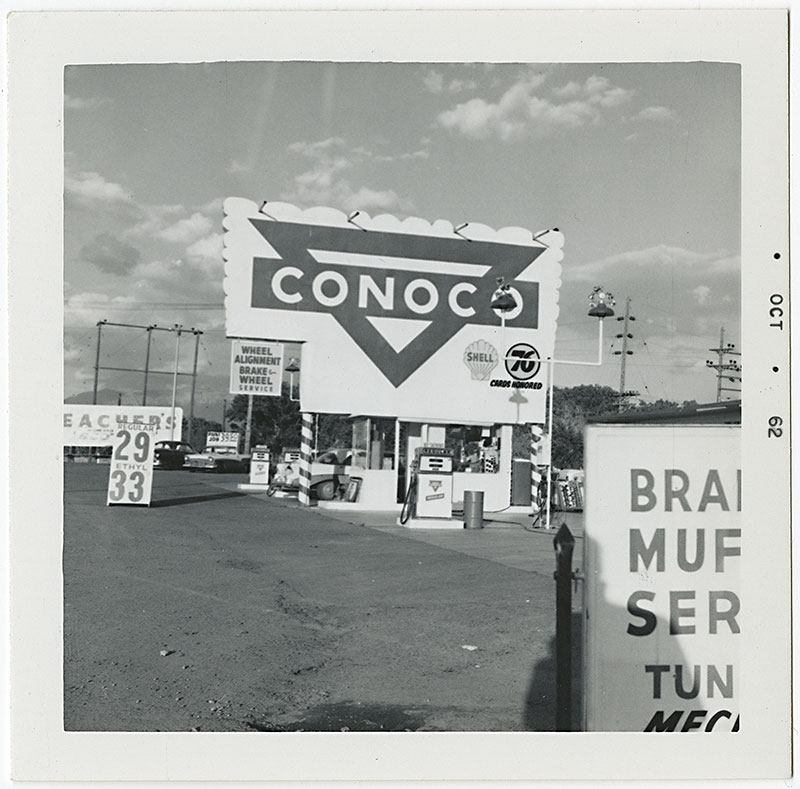 CONOCO
WHEEL
ALIGNMENT
BRAKE &
WHEEL
SERVICE
SHELL
76
CARDS HONORED
EACHER'S
REGULAR
29
ETHYL
33
REGULAR
BRA
MUF
SER
TUN
MECH
OCT • 62